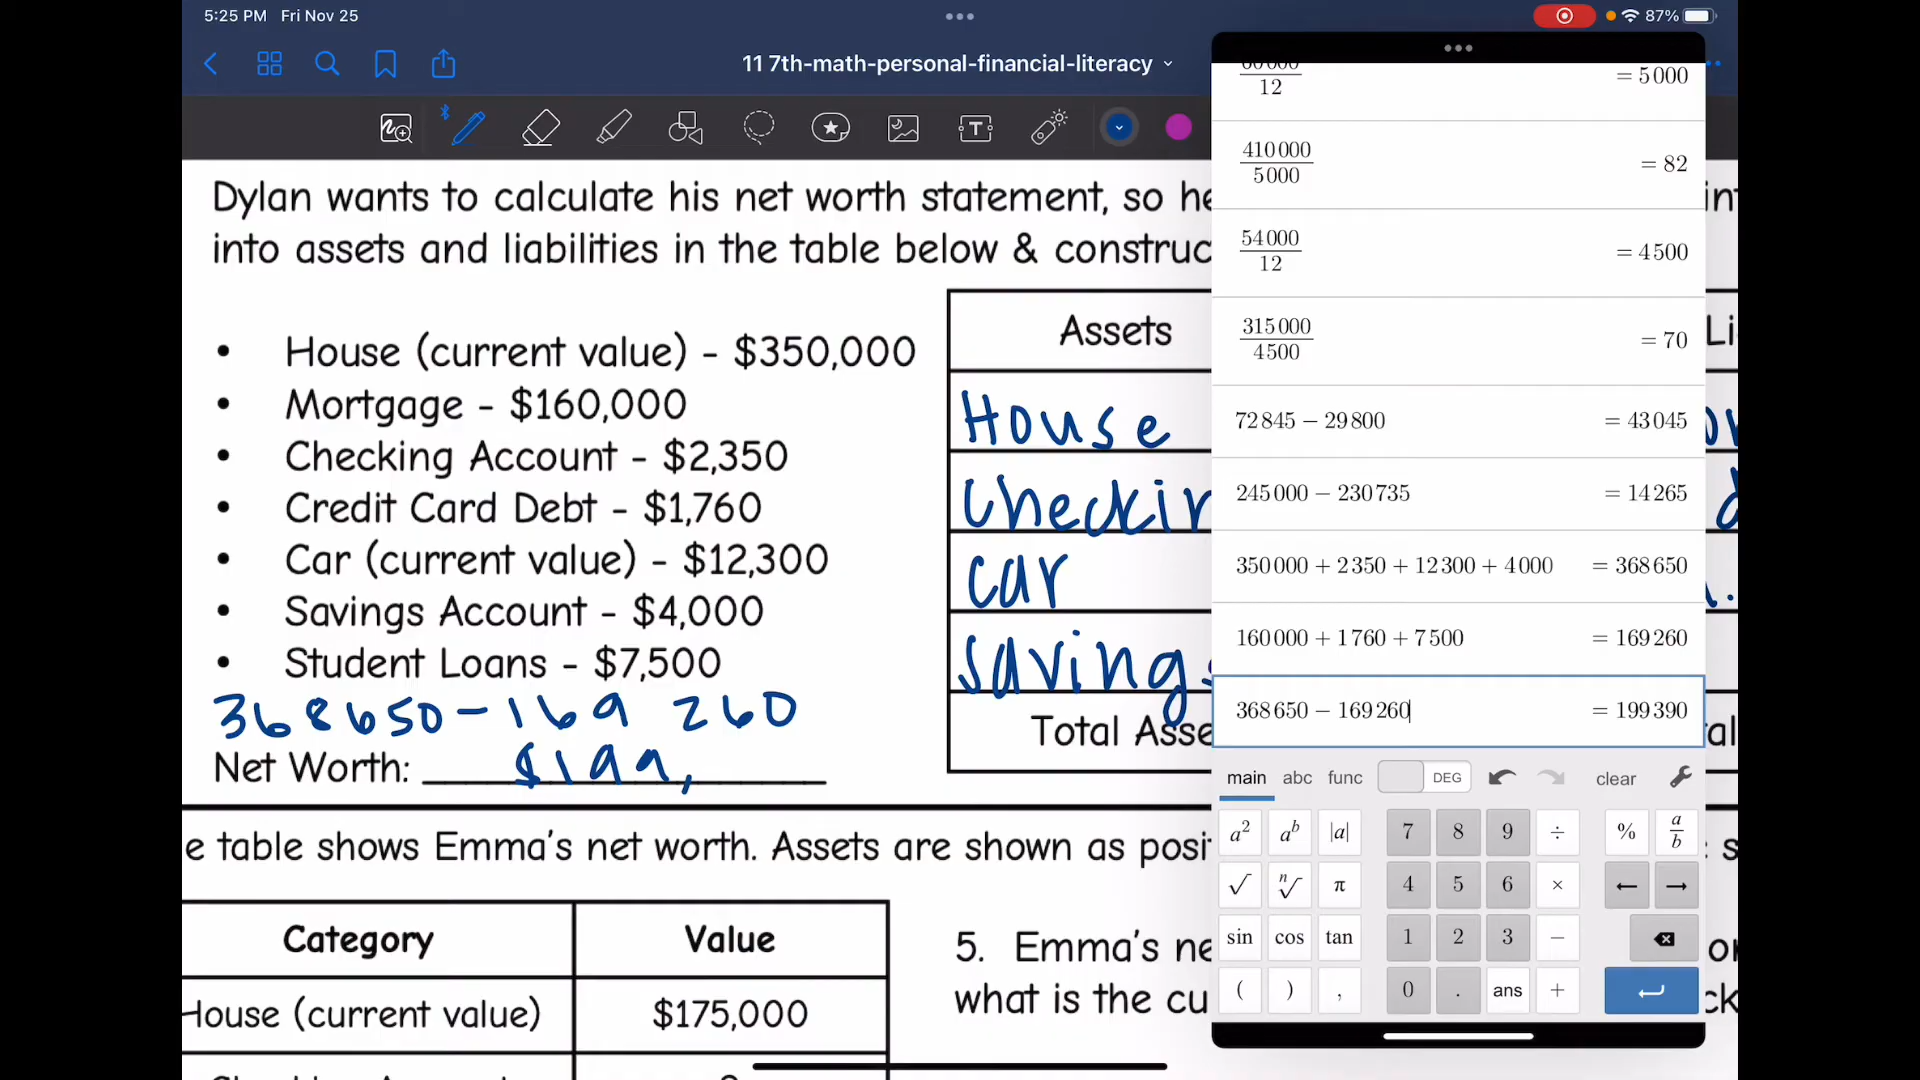 5:25 PM Fri Nov 25
87%
11 7th-math-personal-financial-literacy
Dylan wants to calculate his net worth statement, so he
into assets and liabilities in the table below & construc
• House (current value) - $350,000
• Mortgage - $160,000
• Checking Account - $2,350
• Credit Card Debt - $1,760
• Car (current value) - $12,300
• Savings Account - $4,000
• Student Loans - $7,500
368650 - 169 260
Net Worth: $199,
Assets
House
Checkin
Car
Savings
Total Asse
Li
e table shows Emma's net worth. Assets are shown as posi
Category Value
House (current value) $175,000
5. Emma's ne
what is the cu
12 = 5000
410000/5000 = 82
54000/12 = 4500
315000/4500 = 70
72845 − 29800 = 43045
245000 − 230735 = 14265
350000 + 2350 + 12300 + 4000 = 368650
160000 + 1760 + 7500 = 169260
368650 − 169260 = 199390
main abc func DEG clear
a² aᵇ |a| 7 8 9 ÷ % a/b
√ ⁿ√ π 4 5 6 × ← →
sin cos tan 1 2 3 −
( ) , 0 . ans +